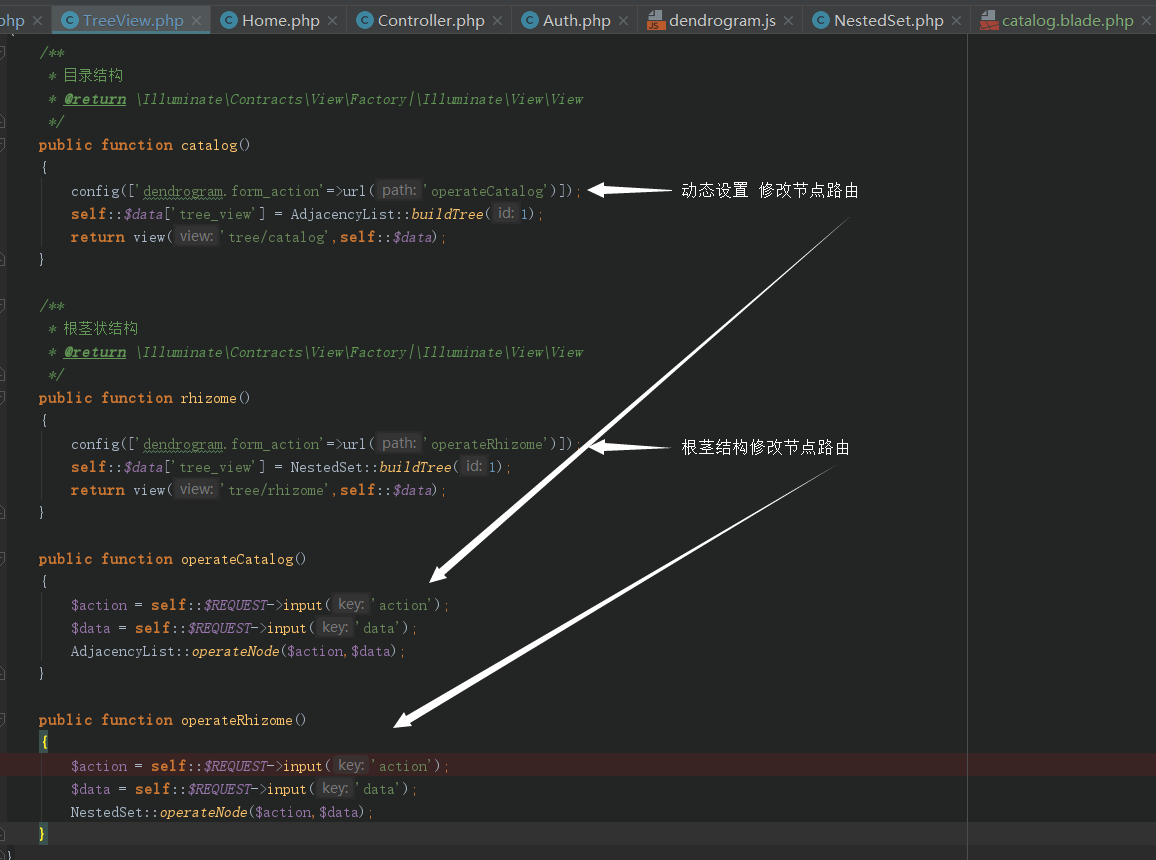 php
TreeView.php
Home.php
Controller.php
Auth.php
dendrogram.js
NestedSet.php
catalog.blade.php
/**
* 目录结构
* @return \Illuminate\Contracts\View\Factory|\Illuminate\View\View
*/
public function catalog()
{
config(['dendrogram.form_action'=>url( path: 'operateCatalog')]);
动态设置 修改节点路由
self::$data['tree_view'] = AdjacencyList::buildTree( id: 1);
return view( view: 'tree/catalog',self::$data);
}
/**
* 根茎状结构
* @return \Illuminate\Contracts\View\Factory|\Illuminate\View\View
*/
public function rhizome()
{
config(['dendrogram.form_action'=>url( path: 'operateRhizome')]);
根茎结构修改节点路由
self::$data['tree_view'] = NestedSet::buildTree( id: 1);
return view( view: 'tree/rhizome',self::$data);
}
public function operateCatalog()
{
$action = self::$REQUEST->input( key: 'action');
$data = self::$REQUEST->input( key: 'data');
AdjacencyList::operateNode($action,$data);
}
public function operateRhizome()
{
$action = self::$REQUEST->input( key: 'action');
$data = self::$REQUEST->input( key: 'data');
NestedSet::operateNode($action,$data);
}
}